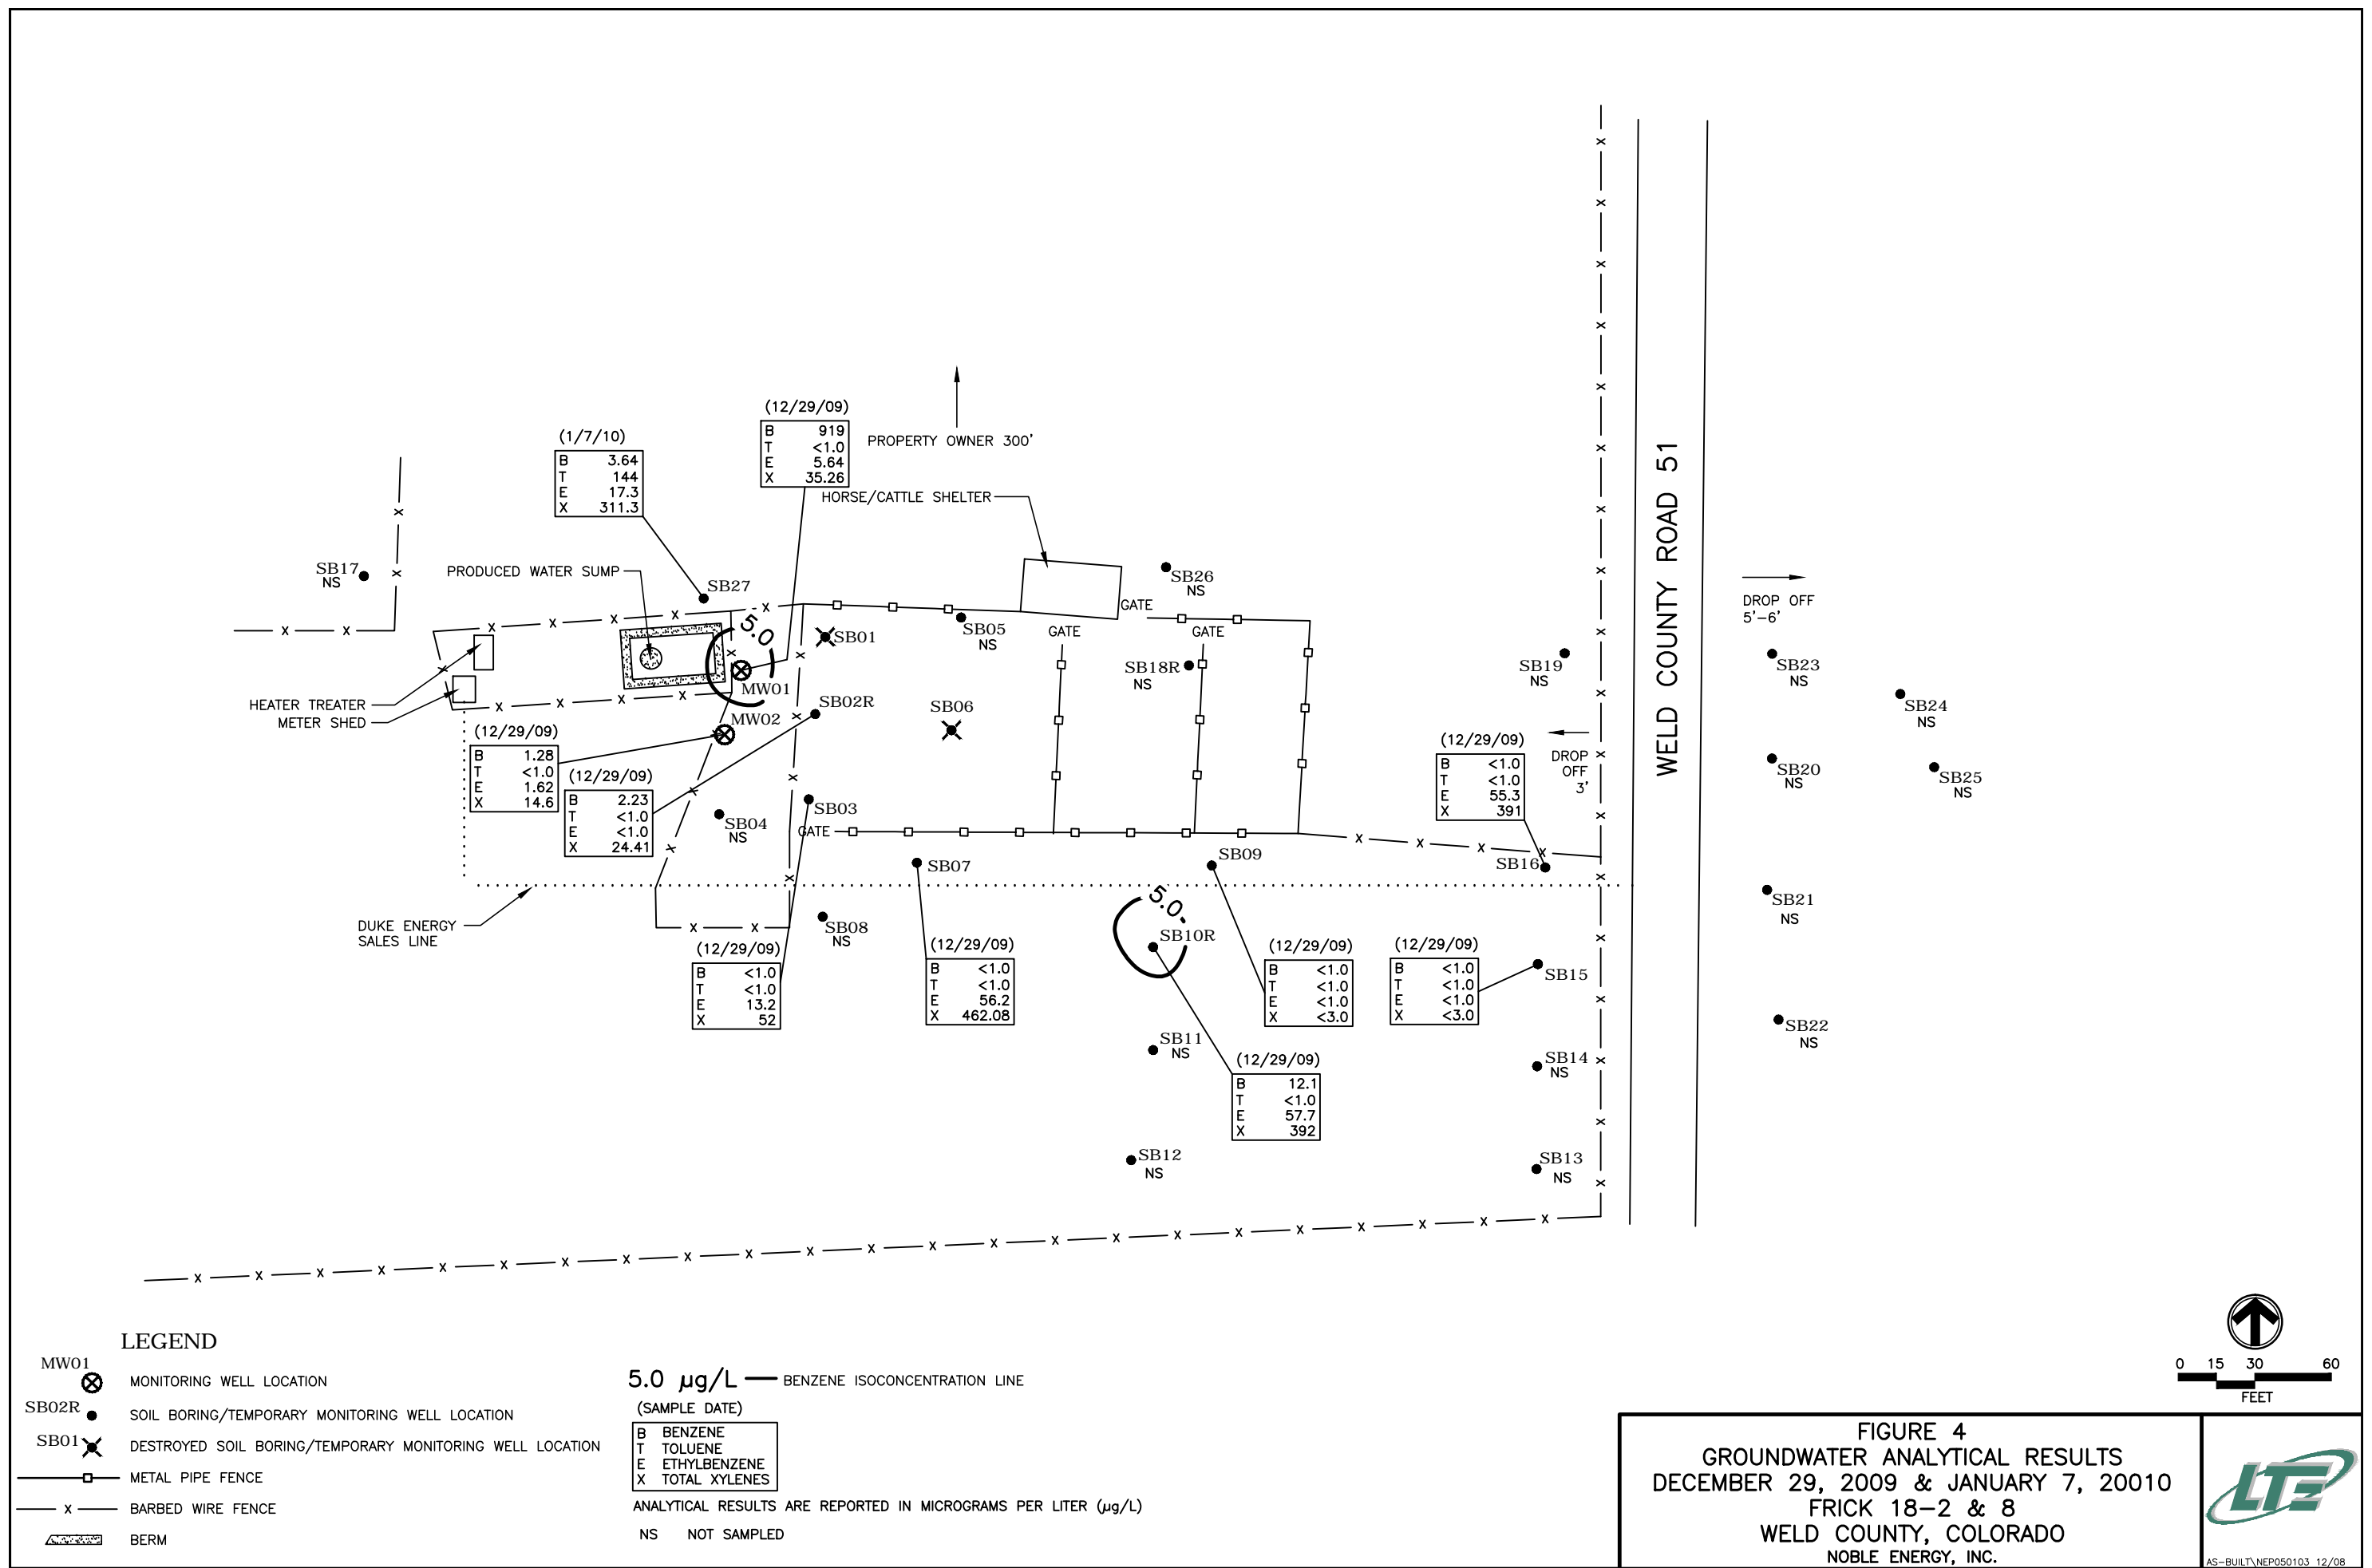 (12/29/09)
B 919
T <1.0
E 5.64
X 35.26
(1/7/10)
B 3.64
T 144
E 17.3
X 311.3
PROPERTY OWNER 300'
HORSE/CATTLE SHELTER
WELD COUNTY ROAD 51
SB17
NS
PRODUCED WATER SUMP
SB27
SB26
NS
GATE
DROP OFF
5'-6'
5.0
SB01
SB05
NS
GATE
GATE
SB18R
NS
SB19
NS
SB23
NS
MW01
HEATER TREATER
METER SHED
SB02R
MW02
SB06
SB24
NS
(12/29/09)
B 1.28
T <1.0
E 1.62
X 14.6
(12/29/09)
B 2.23
T <1.0
E <1.0
X 24.41
(12/29/09)
B <1.0
T <1.0
E 55.3
X 391
DROP
OFF
3'
SB20
NS
SB25
NS
SB03
SB04
NS
GATE
SB07
SB09
SB16
SB21
NS
5.0
DUKE ENERGY
SALES LINE
SB08
NS
SB10R
(12/29/09)
B <1.0
T <1.0
E 13.2
X 52
(12/29/09)
B <1.0
T <1.0
E 56.2
X 462.08
(12/29/09)
B <1.0
T <1.0
E <1.0
X <3.0
(12/29/09)
B <1.0
T <1.0
E <1.0
X <3.0
SB15
SB22
NS
SB11
NS
SB14
NS
(12/29/09)
B 12.1
T <1.0
E 57.7
X 392
SB12
NS
SB13
NS
LEGEND
MW01
MONITORING WELL LOCATION
SB02R
SOIL BORING/TEMPORARY MONITORING WELL LOCATION
SB01
DESTROYED SOIL BORING/TEMPORARY MONITORING WELL LOCATION
METAL PIPE FENCE
X BARBED WIRE FENCE
BERM
5.0 µg/L BENZENE ISOCONCENTRATION LINE
(SAMPLE DATE)
B BENZENE
T TOLUENE
E ETHYLBENZENE
X TOTAL XYLENES
ANALYTICAL RESULTS ARE REPORTED IN MICROGRAMS PER LITER (µg/L)
NS NOT SAMPLED
0 15 30 60
FEET
FIGURE 4
GROUNDWATER ANALYTICAL RESULTS
DECEMBER 29, 2009 & JANUARY 7, 20010
FRICK 18-2 & 8
WELD COUNTY, COLORADO
NOBLE ENERGY, INC.
LTE
AS-BUILT\NEP050103 12/08